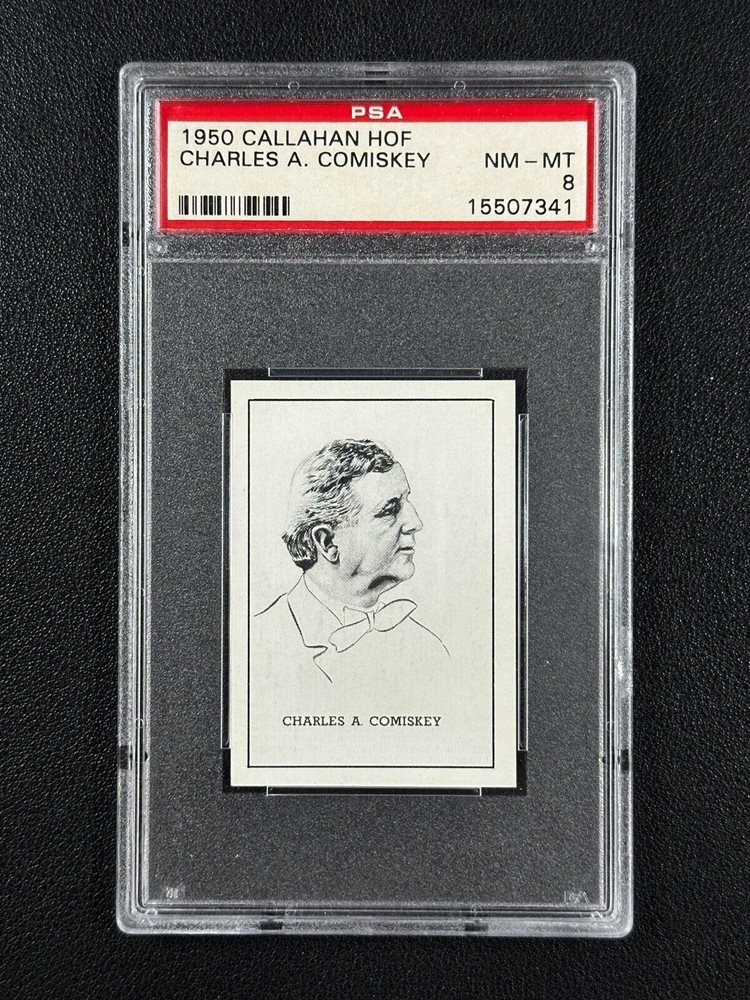 PSA
1950 CALLAHAN HOF
CHARLES A. COMISKEY NM - MT
8
15507341
CHARLES A. COMISKEY